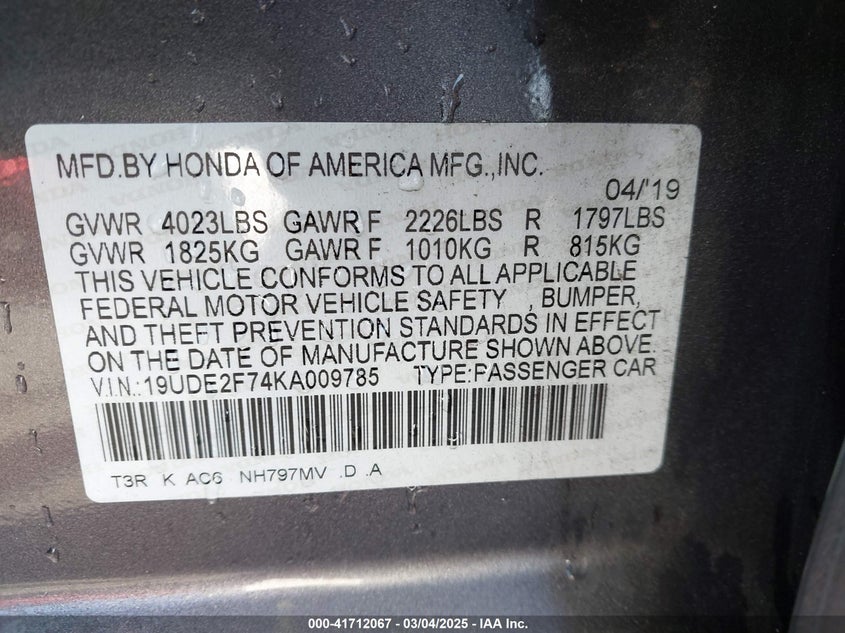 MFD.BY HONDA OF AMERICA MFG.,INC.
04/'19
GVWR 4023LBS GAWR F 2226LBS R 1797LBS
GVWR 1825KG GAWR F 1010KG R 815KG
THIS VEHICLE CONFORMS TO ALL APPLICABLE
FEDERAL MOTOR VEHICLE SAFETY , BUMPER,
AND THEFT PREVENTION STANDARDS IN EFFECT
ON THE DATE OF MANUFACTURE SHOWN ABOVE.
V.I.N.:19UDE2F74KA009785 TYPE:PASSENGER CAR
T3R K AC6 NH797MV .D .A
000-41712067 — 03/04/2025 — IAA Inc.